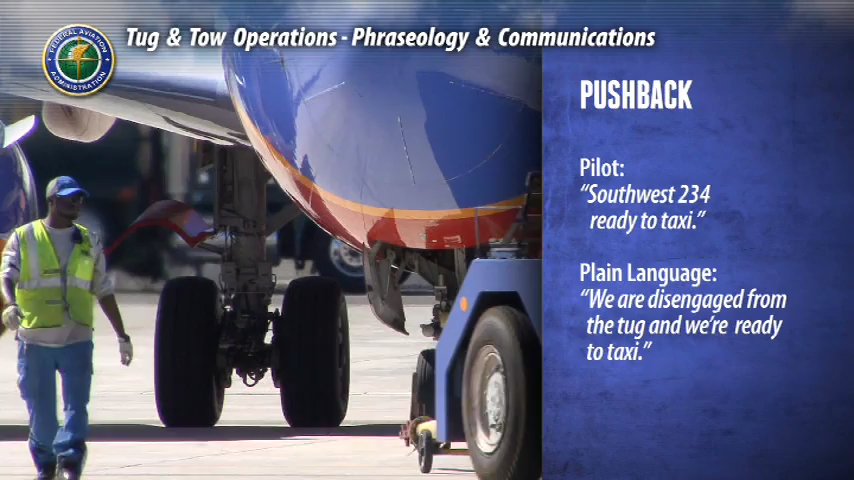 FEDERAL AVIATION
ADMINISTRATION
Tug & Tow Operations - Phraseology & Communications
PUSHBACK
Pilot:
“Southwest 234
ready to taxi.”
Plain Language:
“We are disengaged from
the tug and we’re ready
to taxi.”